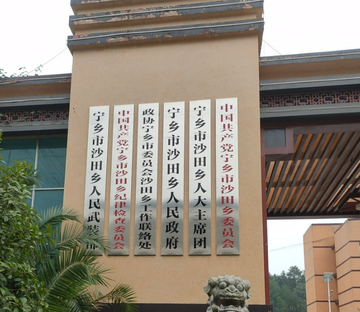 中国共产党宁乡市沙田乡委员会
宁乡市沙田乡人大主席团
宁乡市沙田乡人民政府
政协宁乡市委员会沙田乡工作联络处
中国共产党宁乡市沙田乡纪律检查委员会
宁乡市沙田乡人民武装部